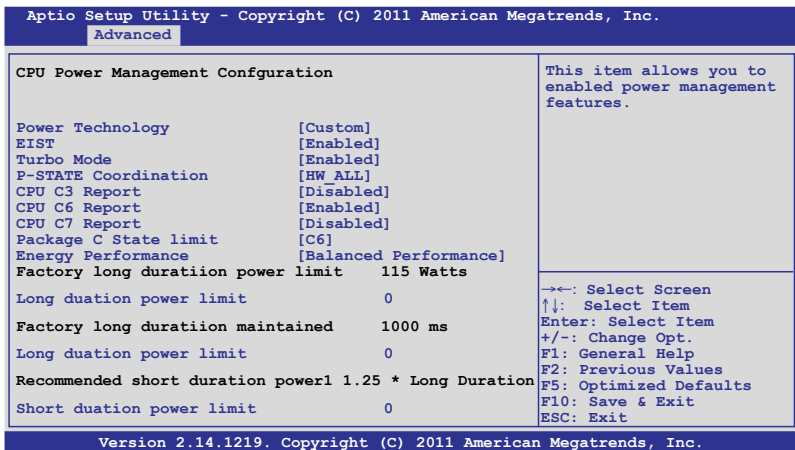 Aptio Setup Utility - Copyright (C) 2011 American Megatrends, Inc.
Advanced
CPU Power Management Confguration
Power Technology [Custom]
EIST [Enabled]
Turbo Mode [Enabled]
P-STATE Coordination [HW_ALL]
CPU C3 Report [Disabled]
CPU C6 Report [Enabled]
CPU C7 Report [Disabled]
Package C State limit [C6]
Energy Performance [Balanced Performance]
Factory long duratiion power limit 115 Watts
Long duation power limit 0
Factory long duratiion maintained 1000 ms
Long duation power limit 0
Recommended short duration power1 1.25 * Long Duration
Short duation power limit 0
This item allows you to
enabled power management
features.
→←: Select Screen
↑↓: Select Item
Enter: Select Item
+/-: Change Opt.
F1: General Help
F2: Previous Values
F5: Optimized Defaults
F10: Save & Exit
ESC: Exit
Version 2.14.1219. Copyright (C) 2011 American Megatrends, Inc.